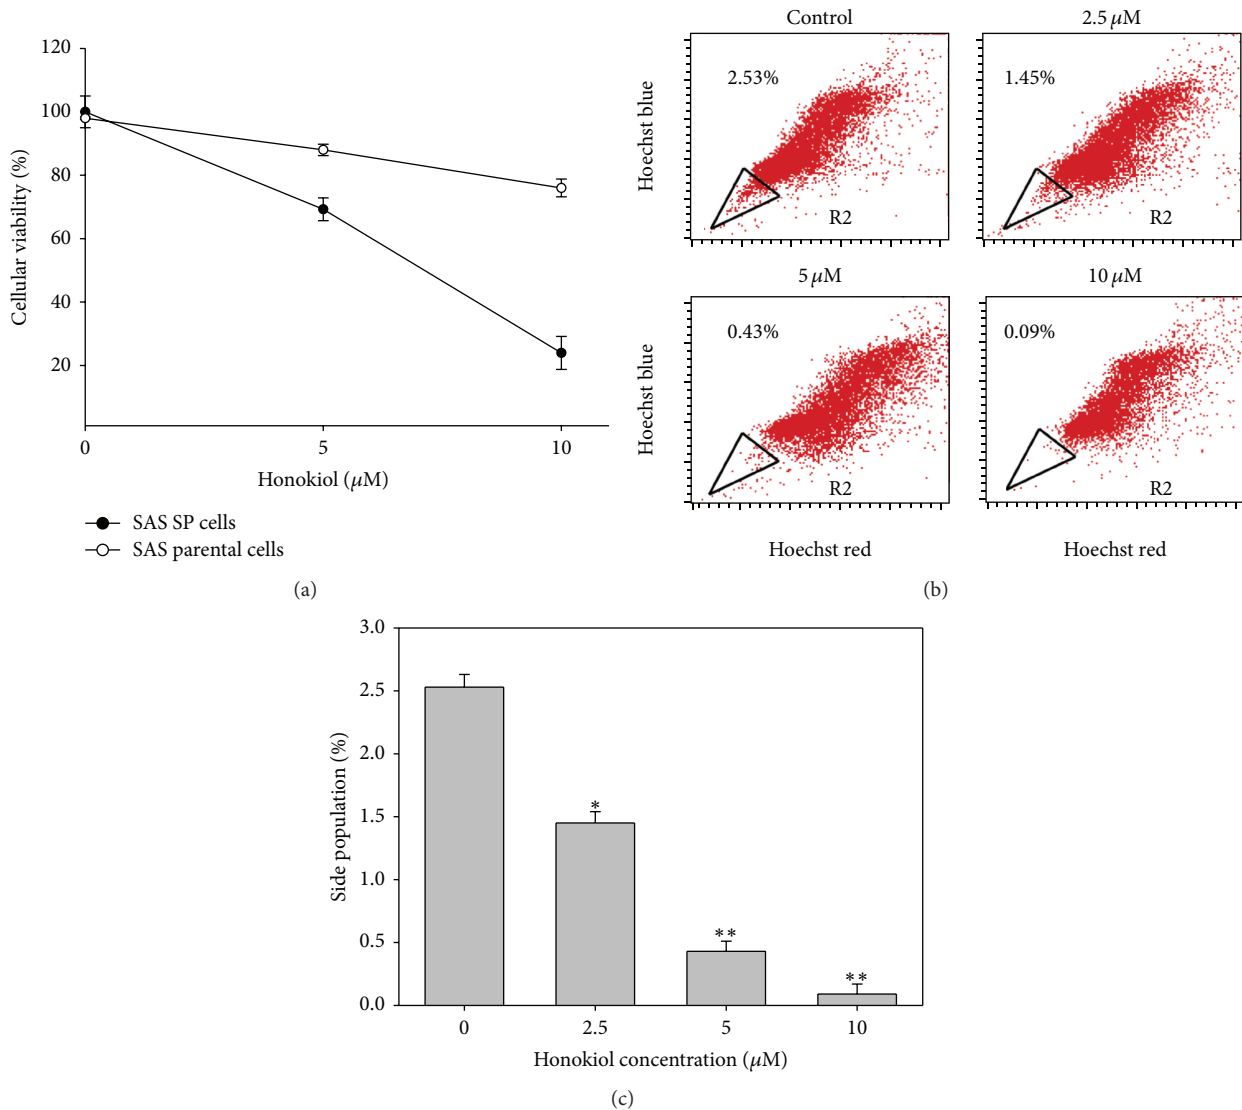 120
100
80
60
40
20
0
5
10
Cellular viability (%)
Honokiol (μM)
SAS SP cells
SAS parental cells
(a)
Control
2.5 μM
2.53%
1.45%
R2
R2
Hoechst blue
5 μM
10 μM
0.43%
0.09%
R2
R2
Hoechst blue
Hoechst red
Hoechst red
(b)
3.0
2.5
2.0
1.5
1.0
0.5
0.0
Side population (%)
*
**
**
0
2.5
5
10
Honokiol concentration (μM)
(c)